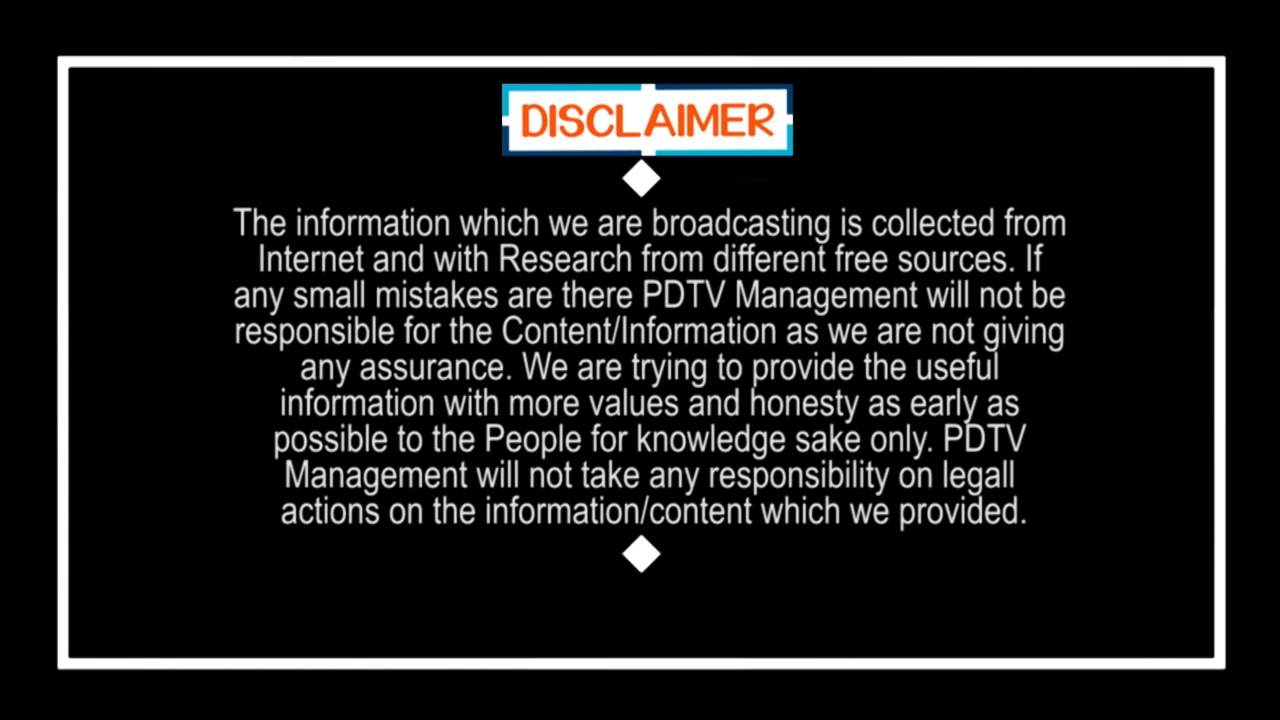 DISCLAIMER
The information which we are broadcasting is collected from
Internet and with Research from different free sources. If
any small mistakes are there PDTV Management will not be
responsible for the Content/Information as we are not giving
any assurance. We are trying to provide the useful
information with more values and honesty as early as
possible to the People for knowledge sake only. PDTV
Management will not take any responsibility on legall
actions on the information/content which we provided.